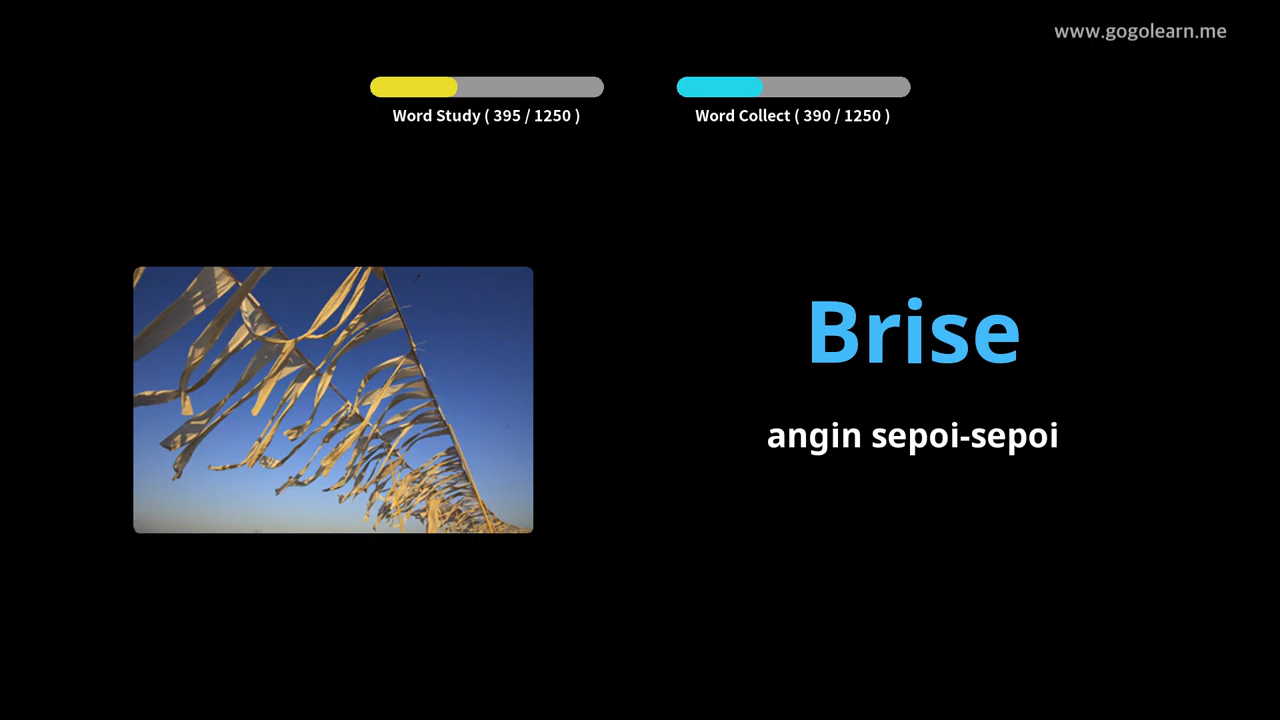 www.gogolearn.me
Word Study ( 395 / 1250 )
Word Collect ( 390 / 1250 )
Brise
angin sepoi-sepoi